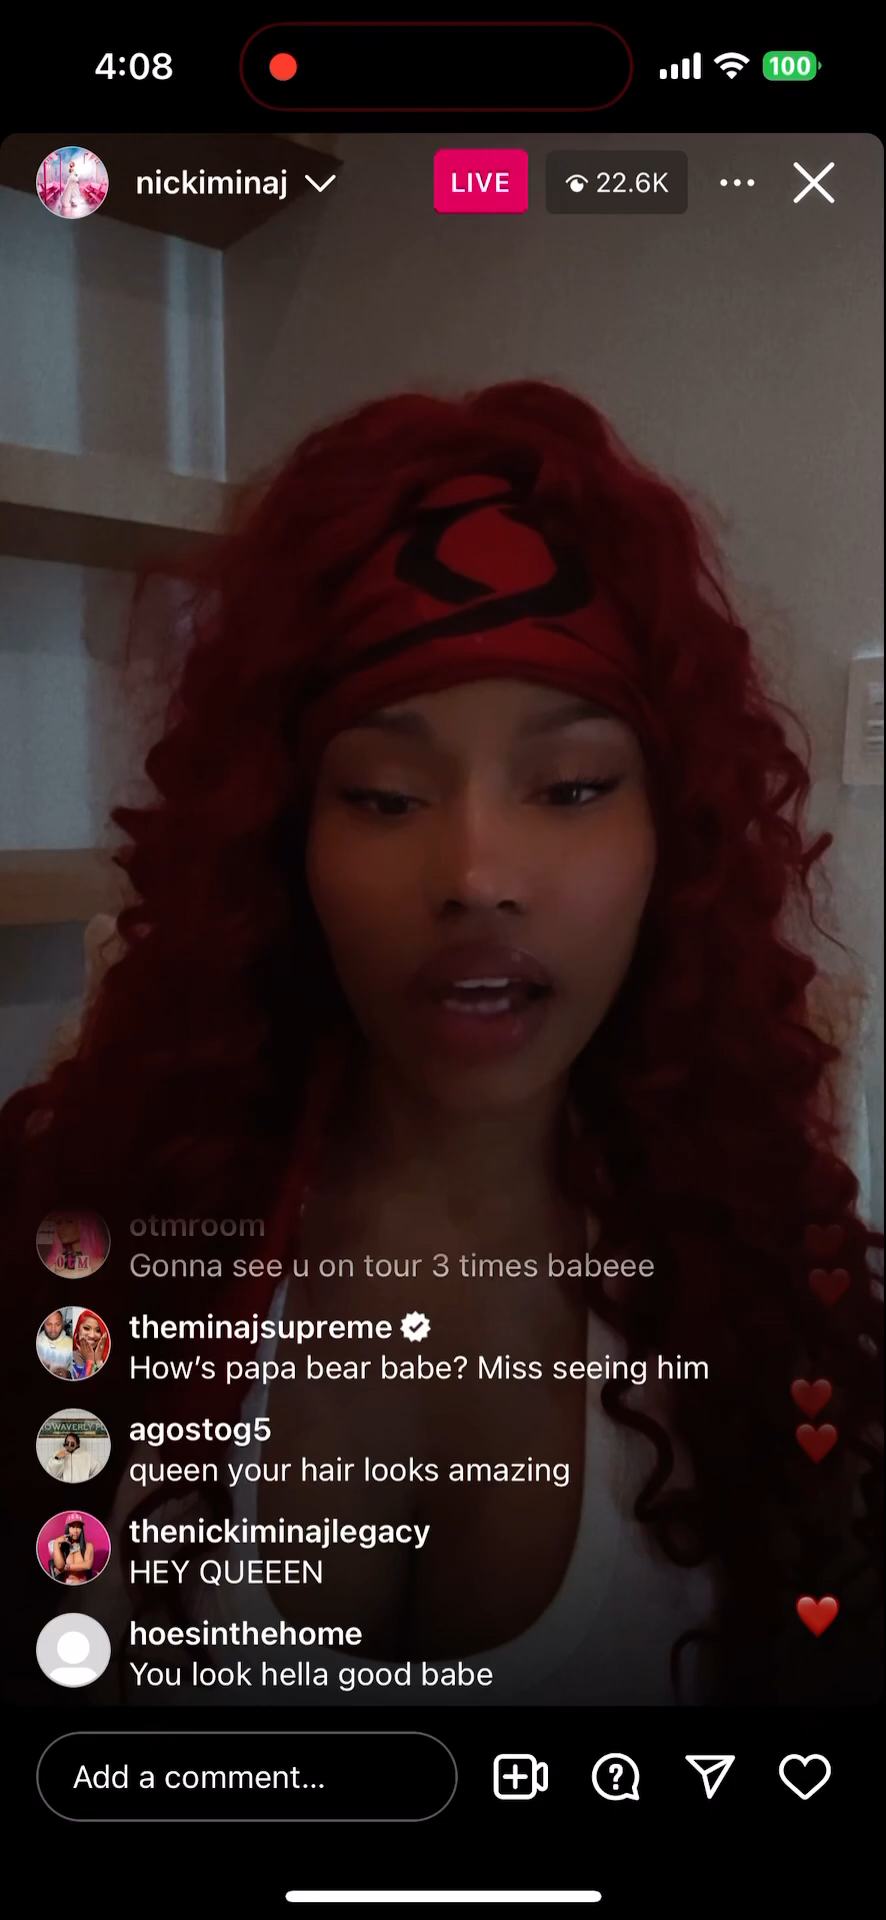 4:08
100
nickiminaj
LIVE
22.6K
otmroom
Gonna see u on tour 3 times babeee
theminajsupreme
How’s papa bear babe? Miss seeing him
agostog5
queen your hair looks amazing
thenickiminajlegacy
HEY QUEEEN
hoesinthehome
You look hella good babe
Add a comment...